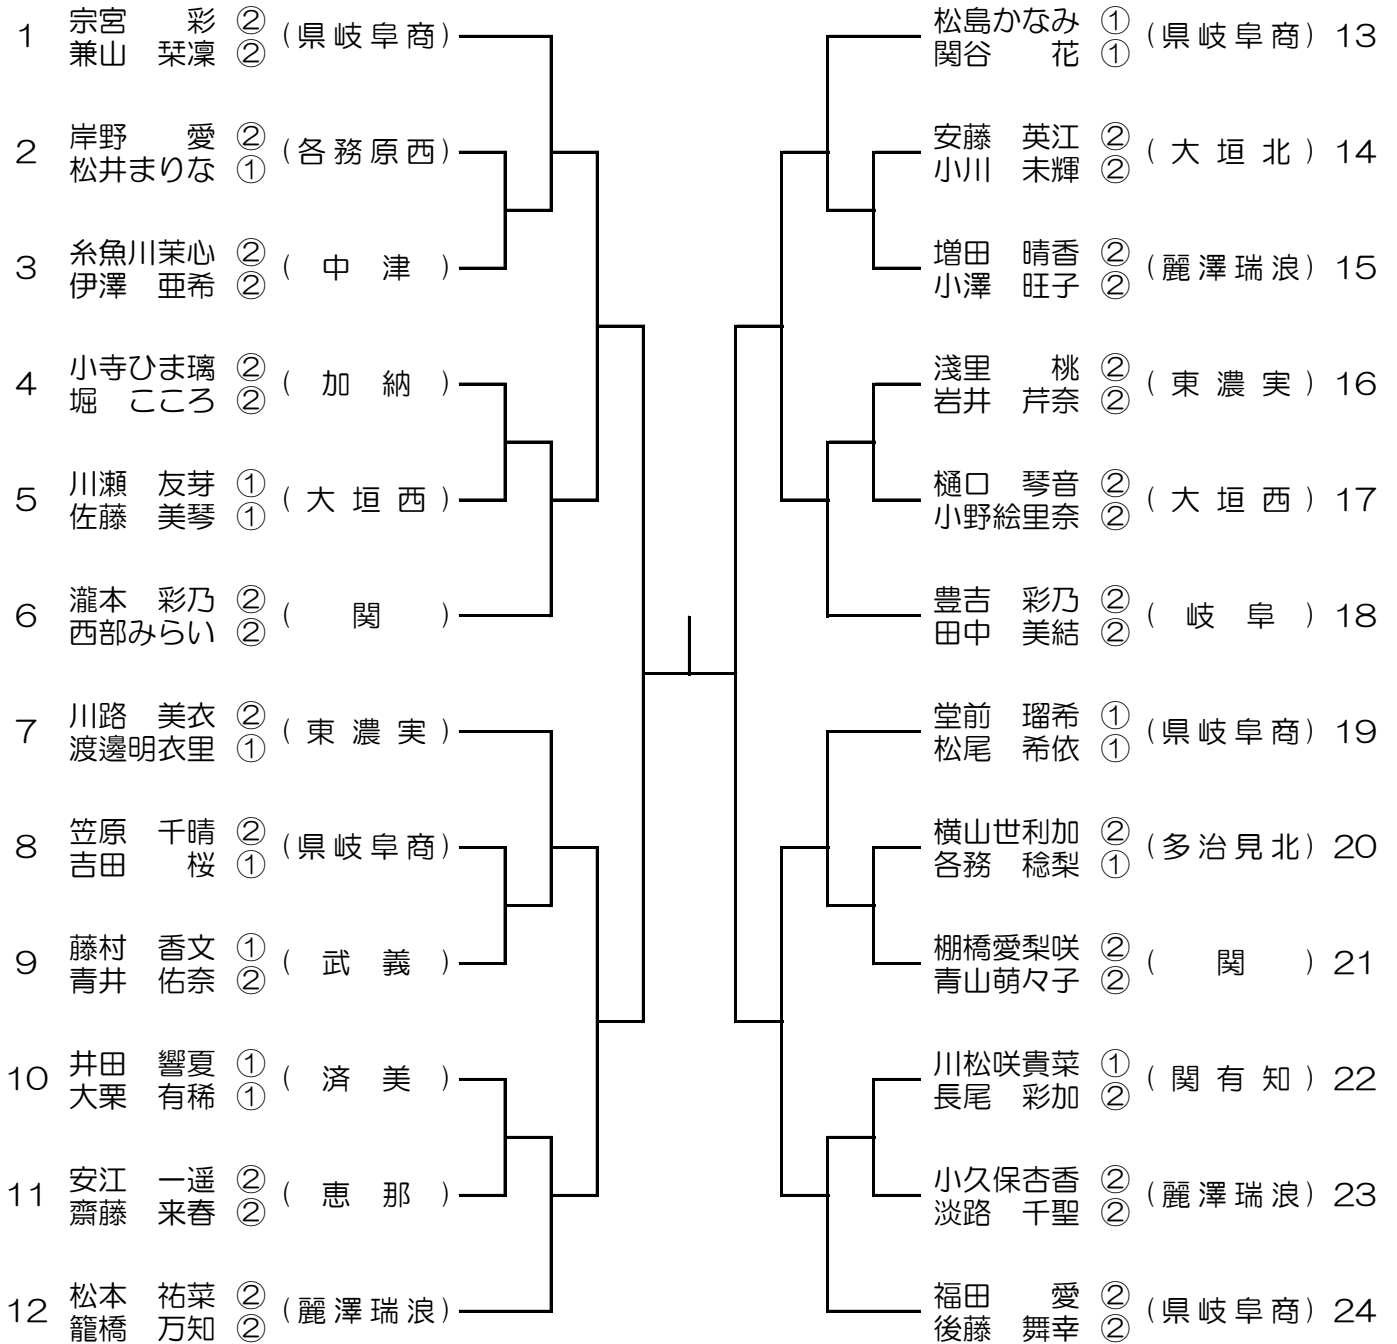 1 宗宮　　彩 ② (県岐阜商)
兼山　栞凜 ②
2 岸野　　愛 ② (各務原西)
松井まりな ①
3 糸魚川茉心 ② (中津)
伊澤　亜希 ②
4 小寺ひま璃 ② (加納)
堀　こころ ②
5 川瀬　友芽 ① (大垣西)
佐藤　美琴 ①
6 瀧本　彩乃 ② (関)
西部みらい ②
7 川路　美衣 ② (東濃実)
渡邊明衣里 ①
8 笠原　千晴 ② (県岐阜商)
吉田　　桜 ①
9 藤村　香文 ① (武義)
青井　佑奈 ②
10 井田　響夏 ① (済美)
大栗　有稀 ①
11 安江　一遥 ② (恵那)
齋藤　来春 ②
12 松本　祐菜 ② (麗澤瑞浪)
籠橋　万知 ②
松島かなみ ① (県岐阜商) 13
関谷　　花 ①
安藤　英江 ② (大垣北) 14
小川　未輝 ②
増田　晴香 ② (麗澤瑞浪) 15
小澤　旺子 ②
淺里　　桃 ② (東濃実) 16
岩井　芹奈 ②
樋口　琴音 ② (大垣西) 17
小野絵里奈 ②
豊吉　彩乃 ② (岐阜) 18
田中　美結 ②
堂前　瑠希 ① (県岐阜商) 19
松尾　希依 ①
横山世利加 ② (多治見北) 20
各務　稔梨 ①
棚橋愛梨咲 ② (関) 21
青山萌々子 ②
川松咲貴菜 ① (関有知) 22
長尾　彩加 ②
小久保杏香 ② (麗澤瑞浪) 23
淡路　千聖 ②
福田　　愛 ② (県岐阜商) 24
後藤　舞幸 ②